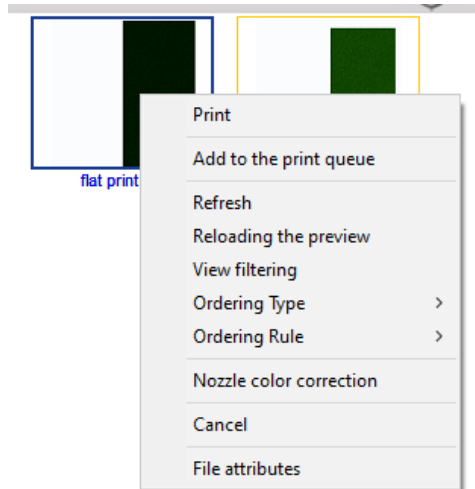 flat print
Print
Add to the print queue
Refresh
Reloading the preview
View filtering
Ordering Type
Ordering Rule
Nozzle color correction
Cancel
File attributes